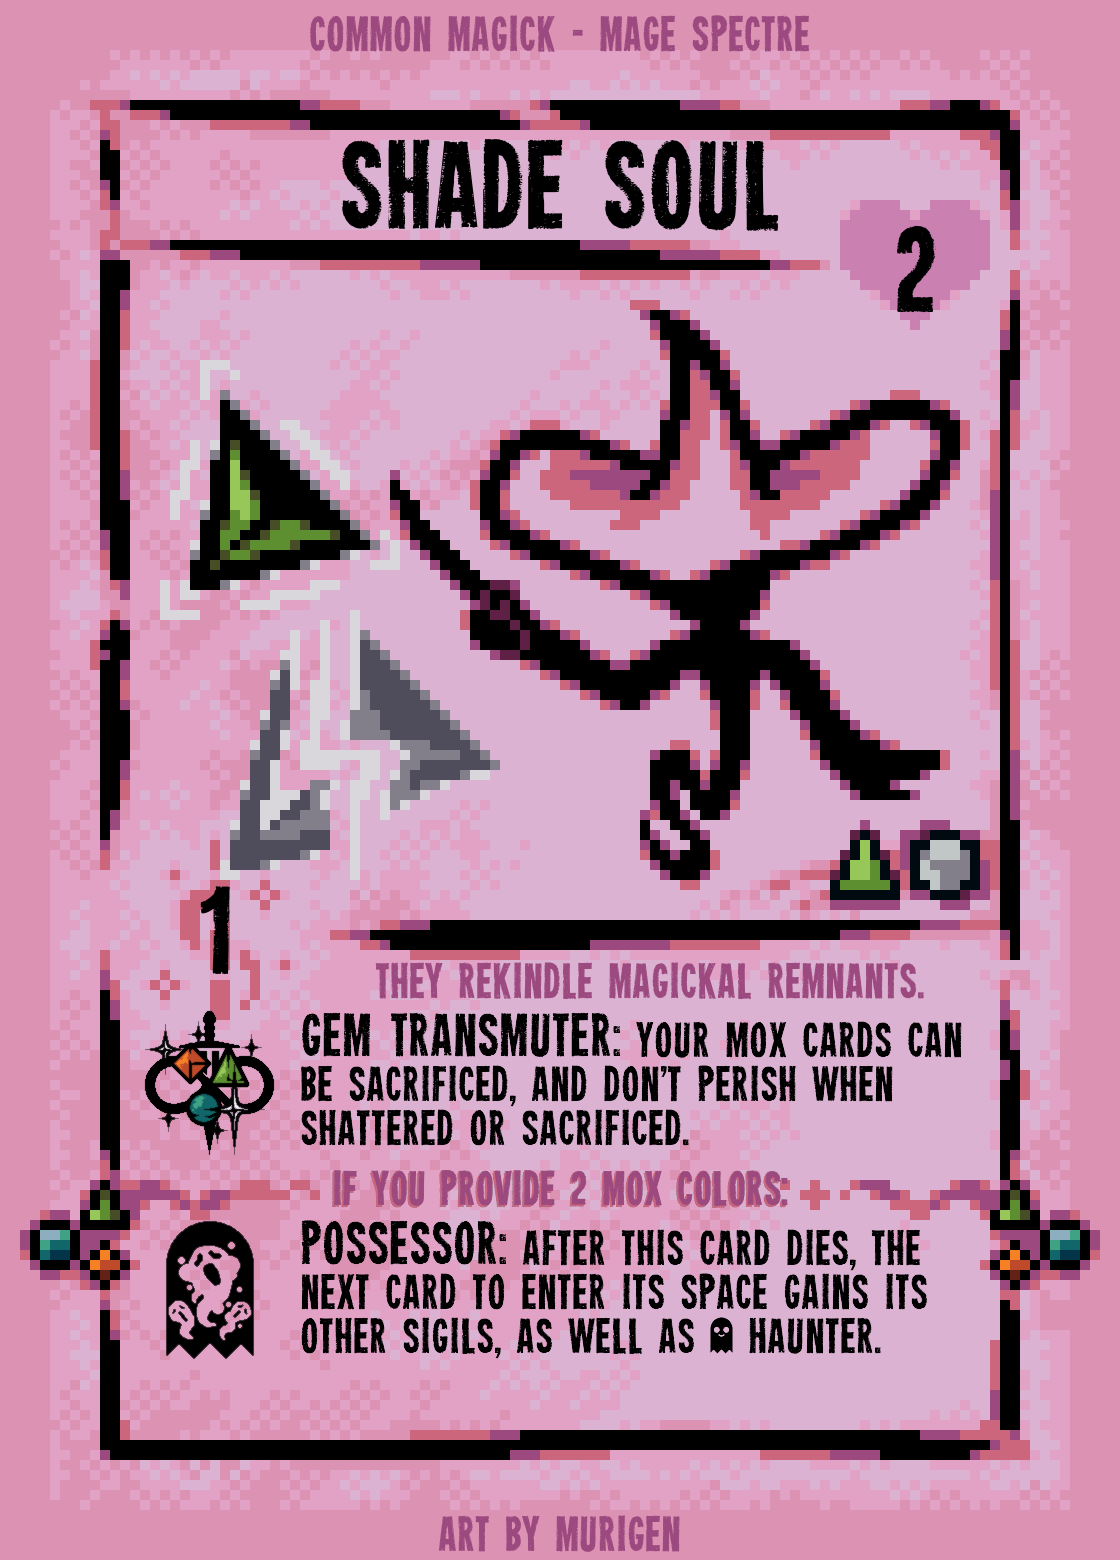 COMMON MAGICK - MAGE SPECTRE
SHADE SOUL
2
1
THEY REKINDLE MAGICKAL REMNANTS.
GEM TRANSMUTER: YOUR MOX CARDS CAN
BE SACRIFICED, AND DON'T PERISH WHEN
SHATTERED OR SACRIFICED.
IF YOU PROVIDE 2 MOX COLORS:
POSSESSOR: AFTER THIS CARD DIES, THE
NEXT CARD TO ENTER ITS SPACE GAINS ITS
OTHER SIGILS, AS WELL AS HAUNTER.
ART BY MURIGEN